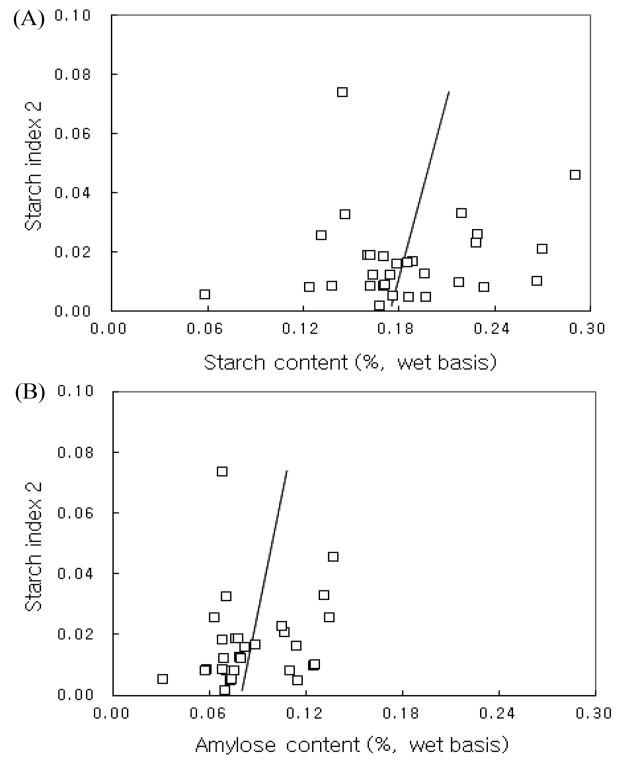 (A)
0.10
0.08
0.06
0.04
0.02
0.00
Starch index 2
0.00 0.06 0.12 0.18 0.24 0.30
Starch content (%, wet basis)
(B)
0.10
0.08
0.06
0.04
0.02
0.00
Starch index 2
0.00 0.06 0.12 0.18 0.24 0.30
Amylose content (%, wet basis)